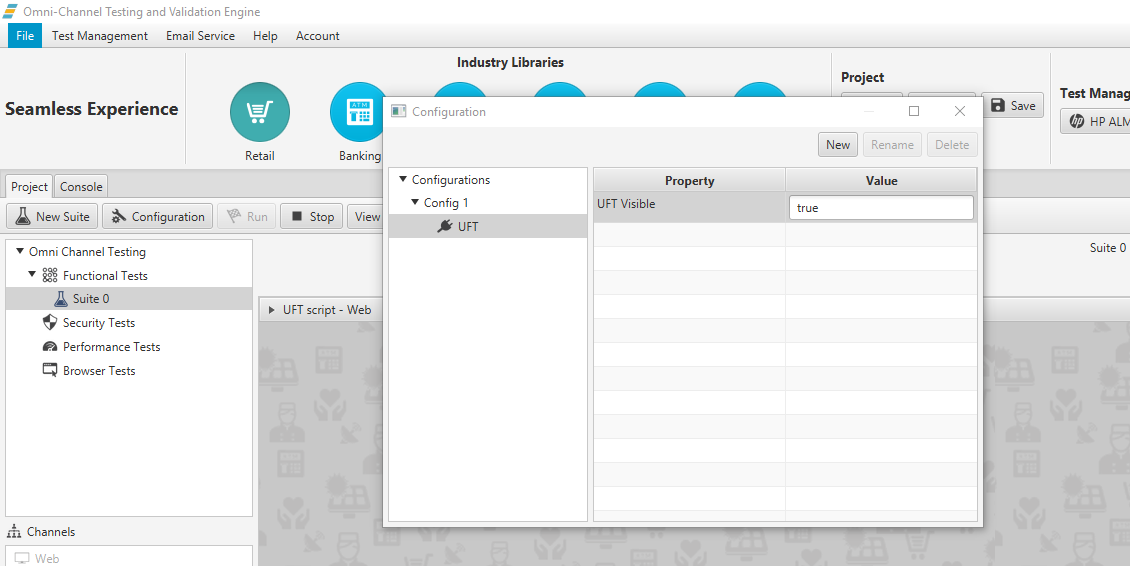 Omni-Channel Testing and Validation Engine
File Test Management Email Service Help Account
Industry Libraries
Seamless Experience
ATM
Retail
Banking
Project
Save
Test Manag
HP ALM
Configuration
New Rename Delete
Project Console
New Suite Configuration Run Stop View
Configurations
Config 1
UFT
Property Value
UFT Visible true
Omni Channel Testing
Functional Tests
Suite 0
Security Tests
Performance Tests
Browser Tests
Suite 0
UFT script - Web
Channels
Web